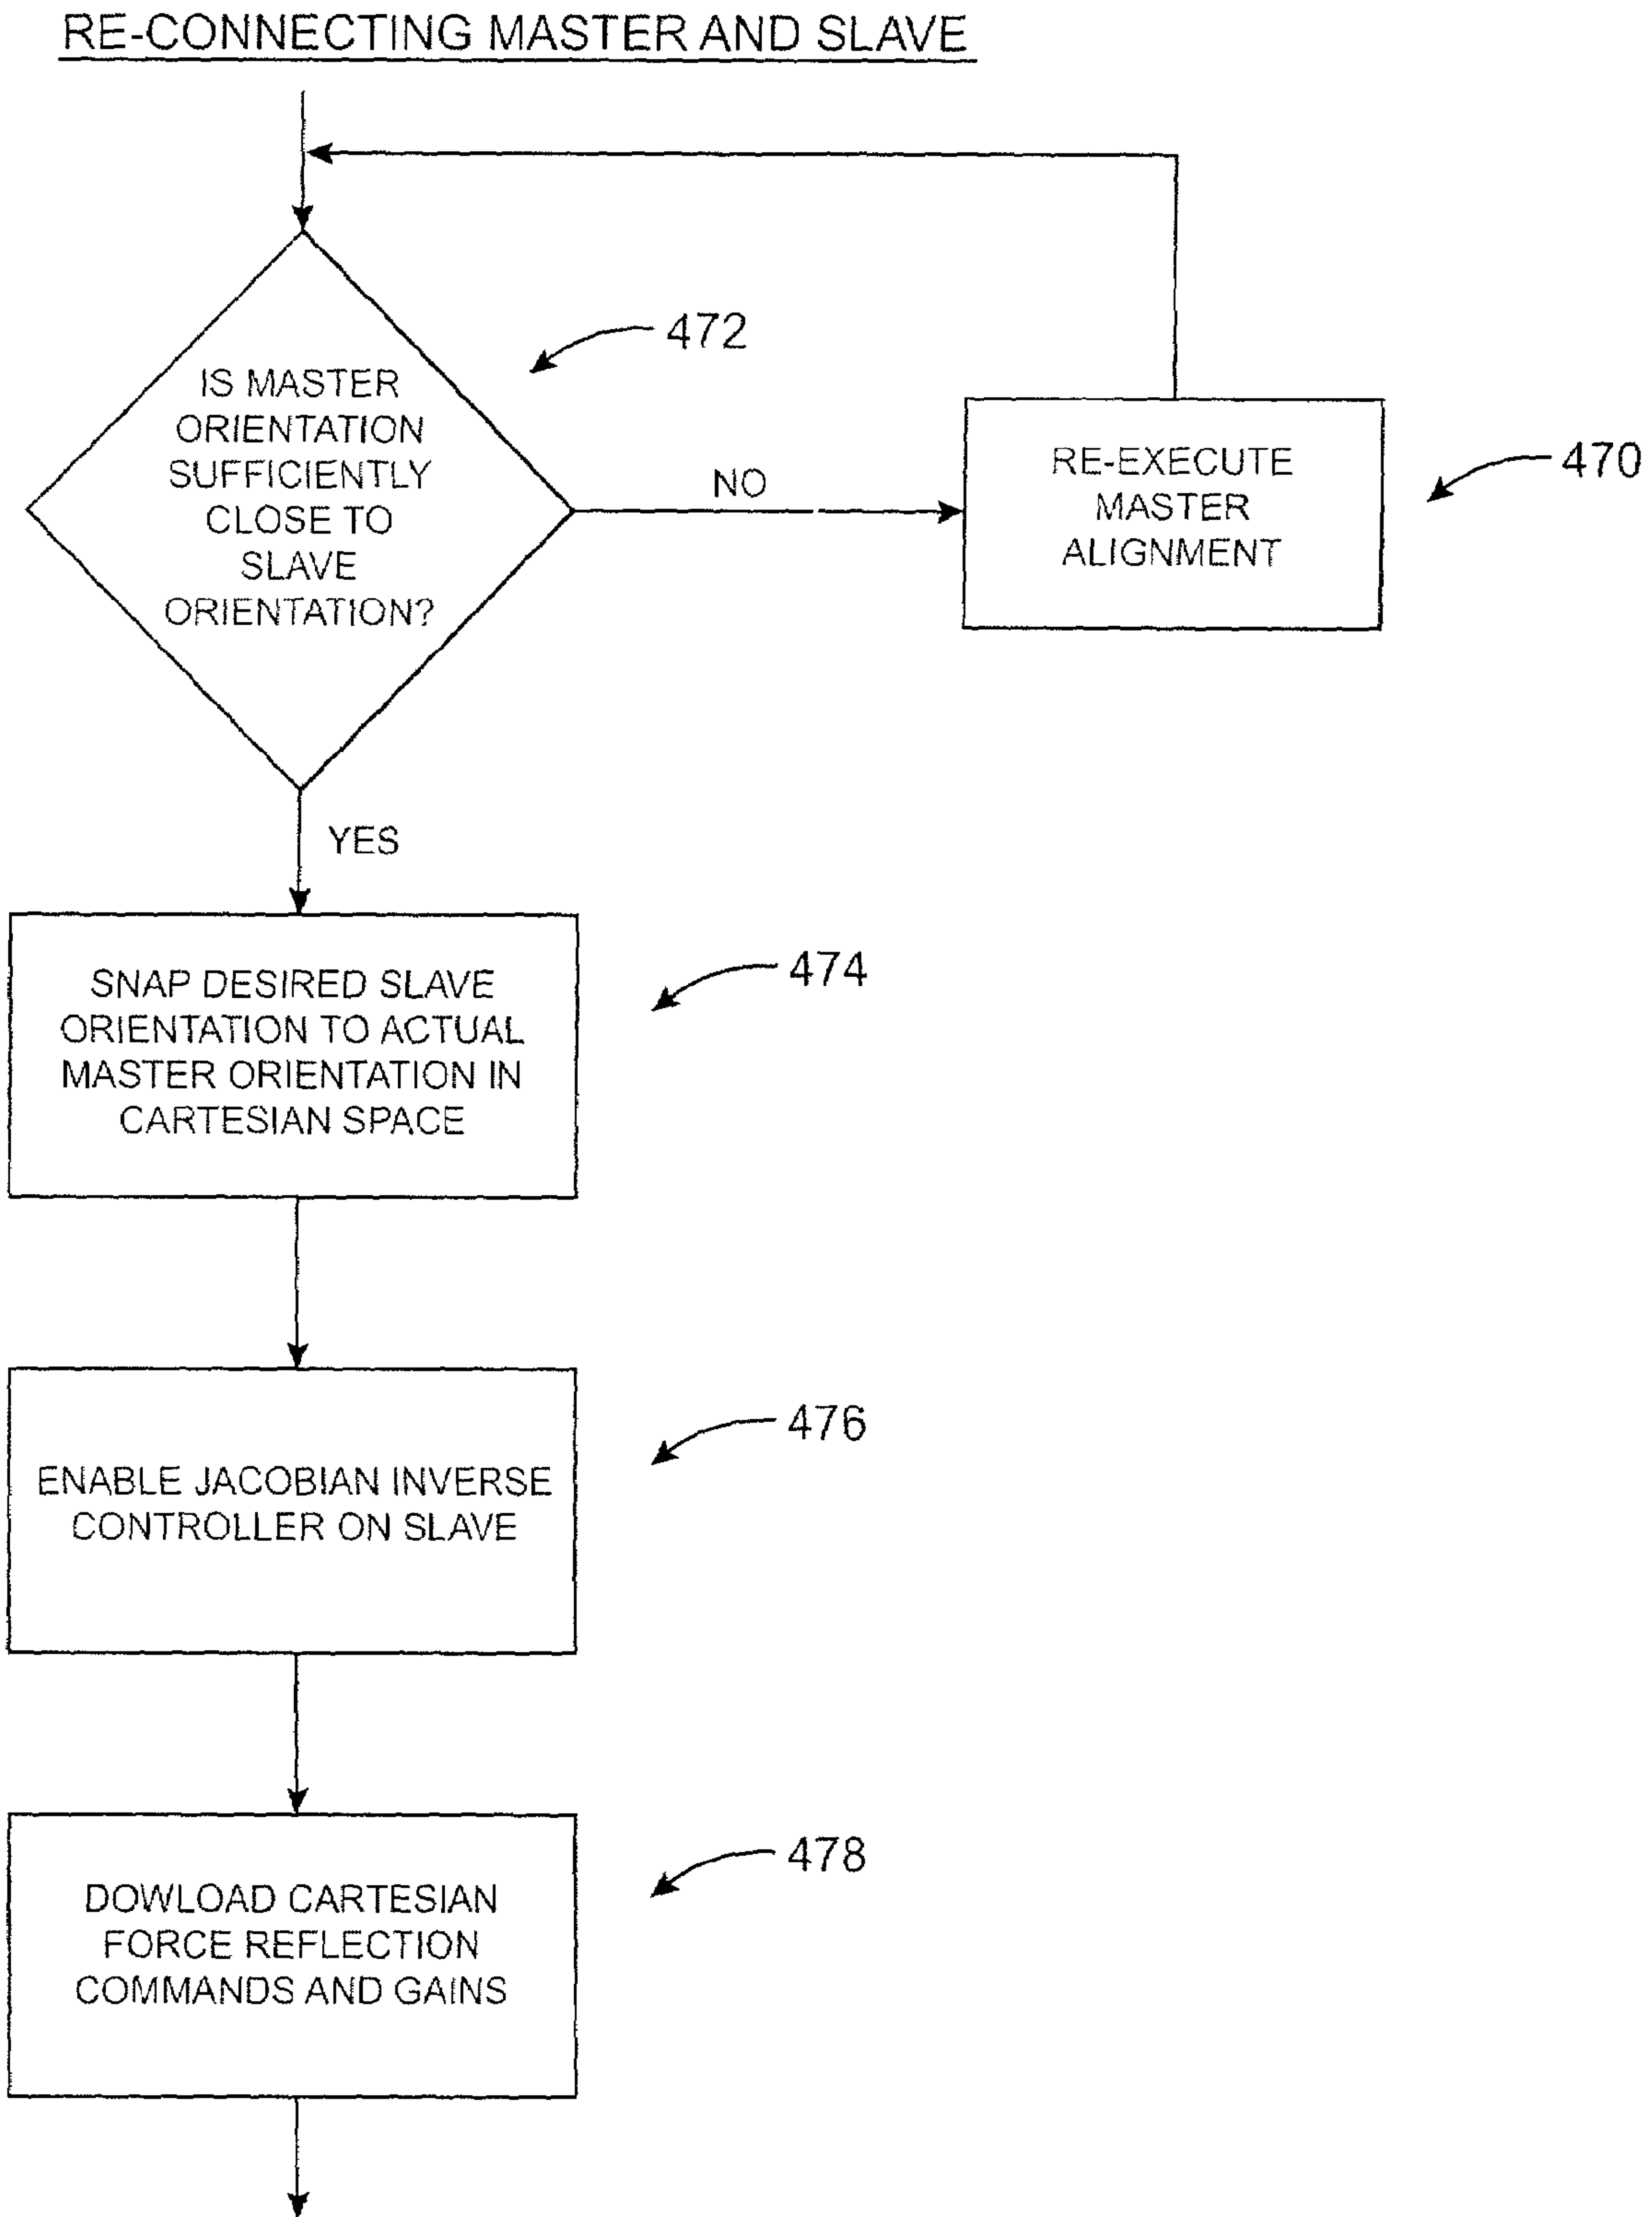 RE-CONNECTING MASTER AND SLAVE
472
IS MASTER
ORIENTATION
SUFFICIENTLY
CLOSE TO
SLAVE
ORIENTATION?
NO
RE-EXECUTE
MASTER
ALIGNMENT
470
YES
SNAP DESIRED SLAVE
ORIENTATION TO ACTUAL
MASTER ORIENTATION IN
CARTESIAN SPACE
474
ENABLE JACOBIAN INVERSE
CONTROLLER ON SLAVE
476
DOWLOAD CARTESIAN
FORCE REFLECTION
COMMANDS AND GAINS
478